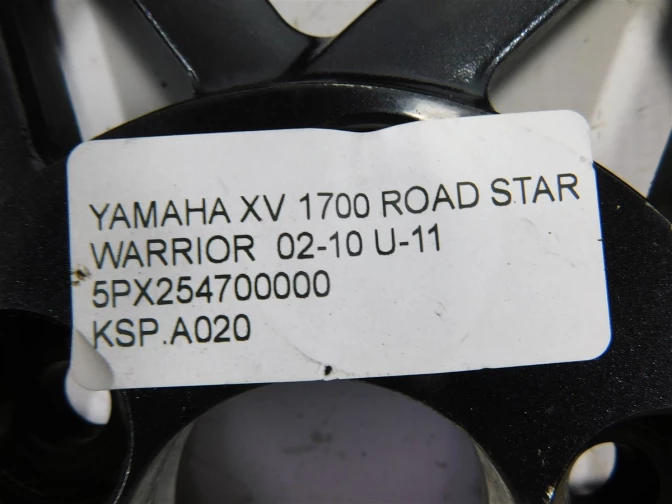 YAMAHA XV 1700 ROAD STAR
WARRIOR 02-10 U-11
5PX254700000
KSP.A020